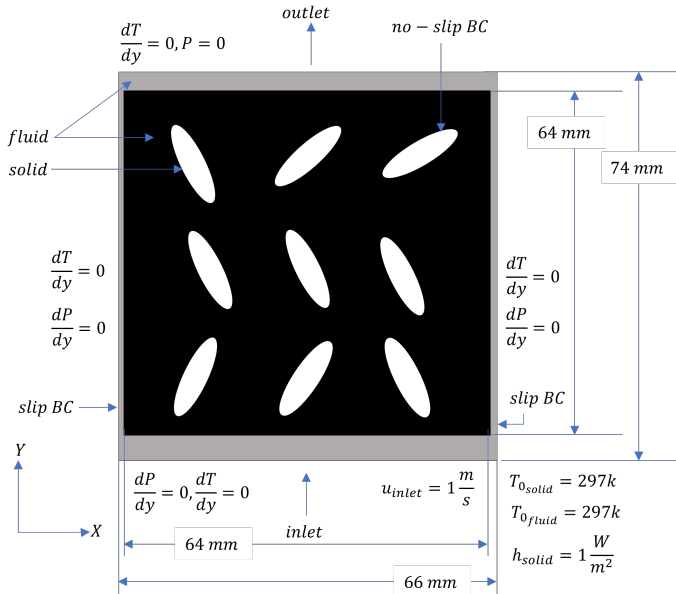 outlet
dT/dy = 0, P = 0
no − slip BC
fluid
solid
64 mm
74 mm
dT/dy = 0
dP/dy = 0
dT/dy = 0
dP/dy = 0
slip BC
slip BC
Y
X
dP/dy = 0, dT/dy = 0
u_inlet = 1 m/s
inlet
T_0_solid = 297k
T_0_fluid = 297k
h_solid = 1 W/m²
64 mm
66 mm